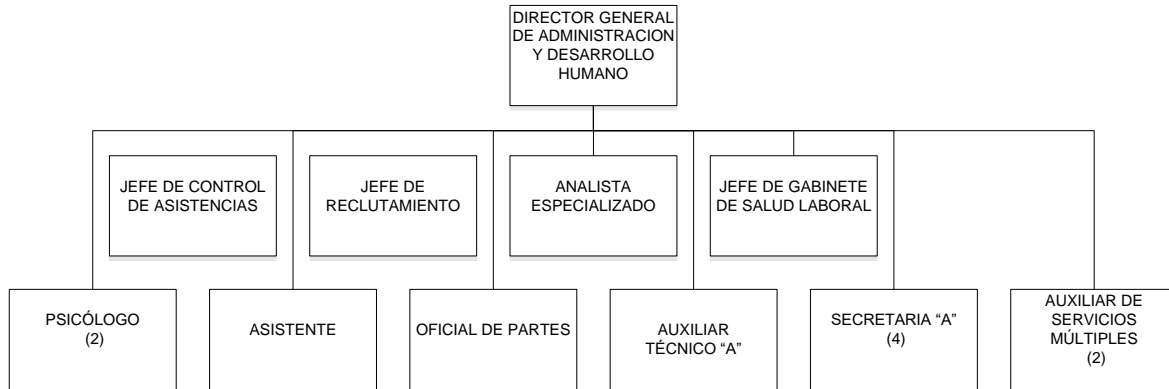 DIRECTOR GENERAL
DE ADMINISTRACION
Y DESARROLLO
HUMANO
JEFE DE CONTROL
DE ASISTENCIAS
JEFE DE
RECLUTAMIENTO
ANALISTA
ESPECIALIZADO
JEFE DE GABINETE
DE SALUD LABORAL
PSICÓLOGO
(2)
ASISTENTE
OFICIAL DE PARTES
AUXILIAR
TÉCNICO “A”
SECRETARIA “A”
(4)
AUXILIAR DE
SERVICIOS
MÚLTIPLES
(2)